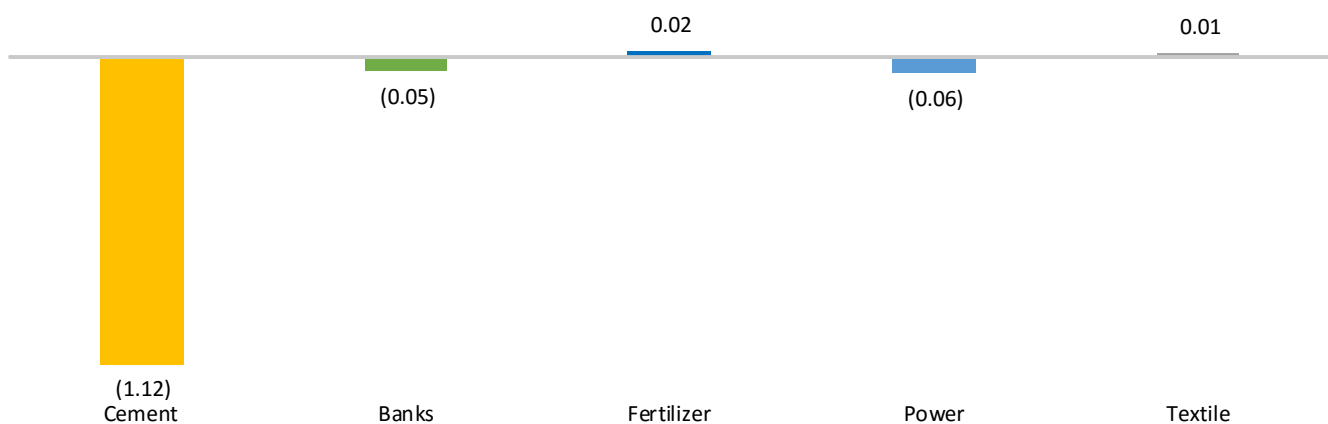 0.02
0.01
(0.05)
(0.06)
(1.12)
Cement
Banks
Fertilizer
Power
Textile